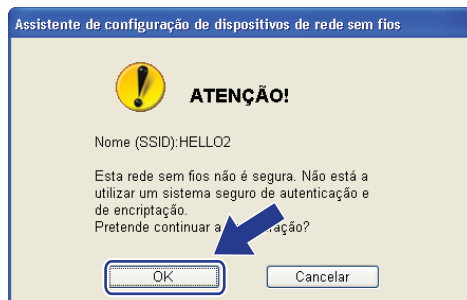 Assistente de configuração de dispositivos de rede sem fios
ATENÇÃO!
Nome (SSID):HELLO2
Esta rede sem fios não é segura. Não está a
utilizar um sistema seguro de autenticação e
de encriptação.
Pretende continuar a ação?
OK
Cancelar